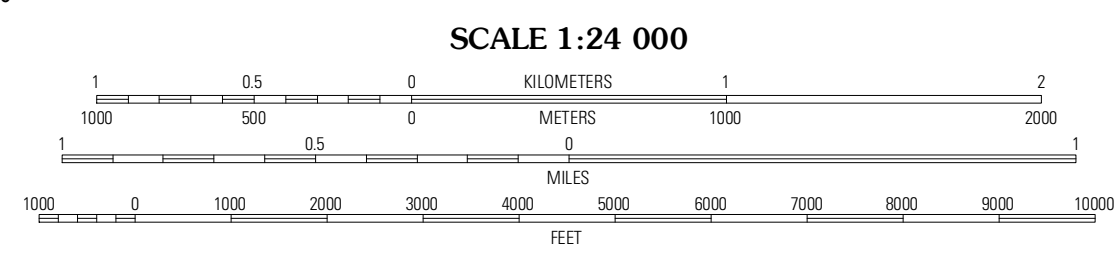 SCALE 1:24 000
1 0.5 0 KILOMETERS 1 2
1000 500 0 METERS 1000 2000
1 0.5 0 1
MILES
1000 0 1000 2000 3000 4000 5000 6000 7000 8000 9000 10000
FEET